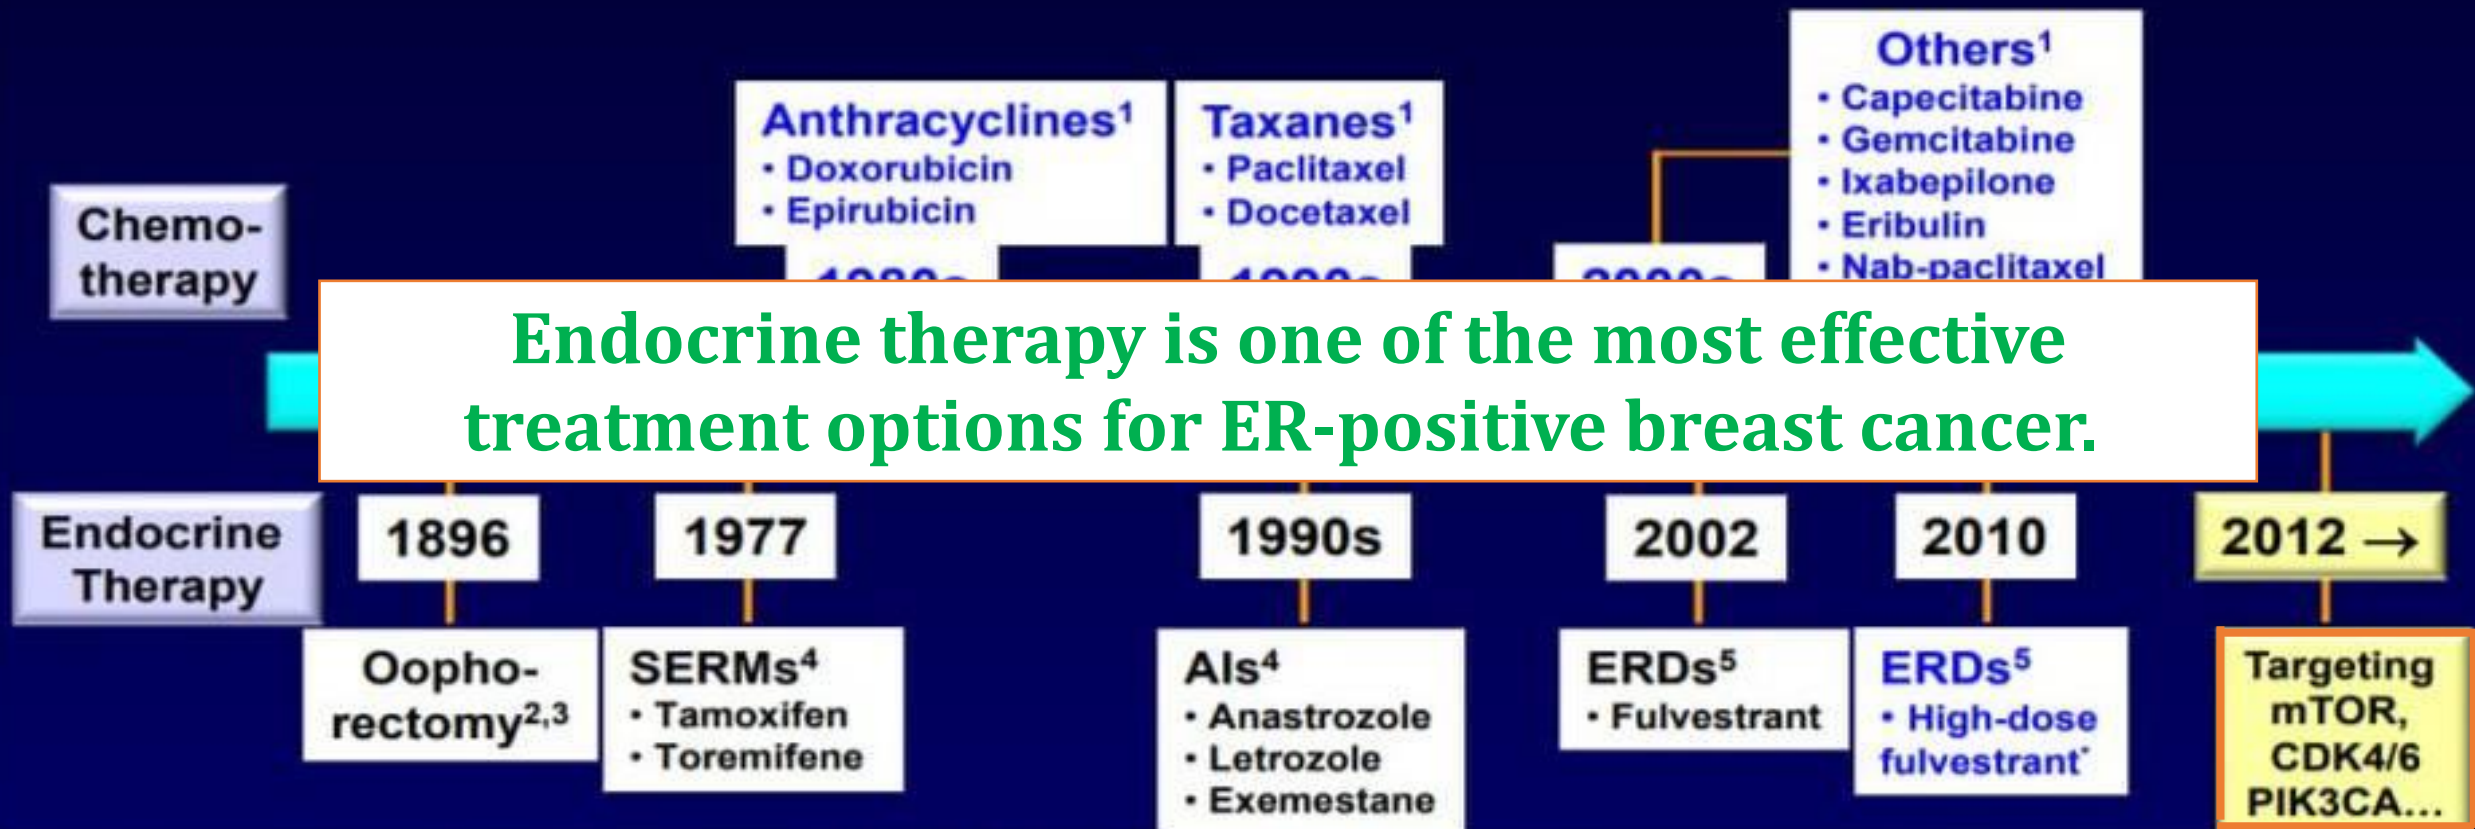 Others¹
• Capecitabine
• Gemcitabine
• Ixabepilone
• Eribulin
• Nab-paclitaxel
Anthracyclines¹
• Doxorubicin
• Epirubicin
Taxanes¹
• Paclitaxel
• Docetaxel
Chemo-
therapy
1980s
1990s
2000s
Endocrine therapy is one of the most effective
treatment options for ER-positive breast cancer.
Endocrine
Therapy
1896
1977
1990s
2002
2010
2012 →
Oopho-
rectomy²,³
SERMs⁴
• Tamoxifen
• Toremifene
AIs⁴
• Anastrozole
• Letrozole
• Exemestane
ERDs⁵
• Fulvestrant
ERDs⁵
• High-dose
fulvestrant*
Targeting
mTOR,
CDK4/6
PIK3CA...